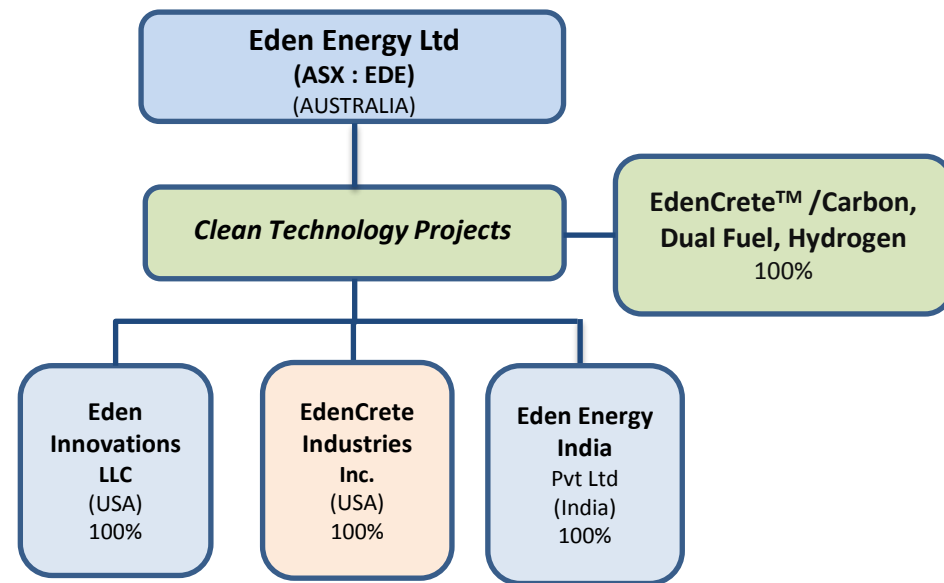 Eden Energy Ltd
(ASX : EDE)
(AUSTRALIA)
Clean Technology Projects
EdenCrete™ /Carbon,
Dual Fuel, Hydrogen
100%
Eden
Innovations
LLC
(USA)
100%
EdenCrete
Industries
Inc.
(USA)
100%
Eden Energy
India
Pvt Ltd
(India)
100%